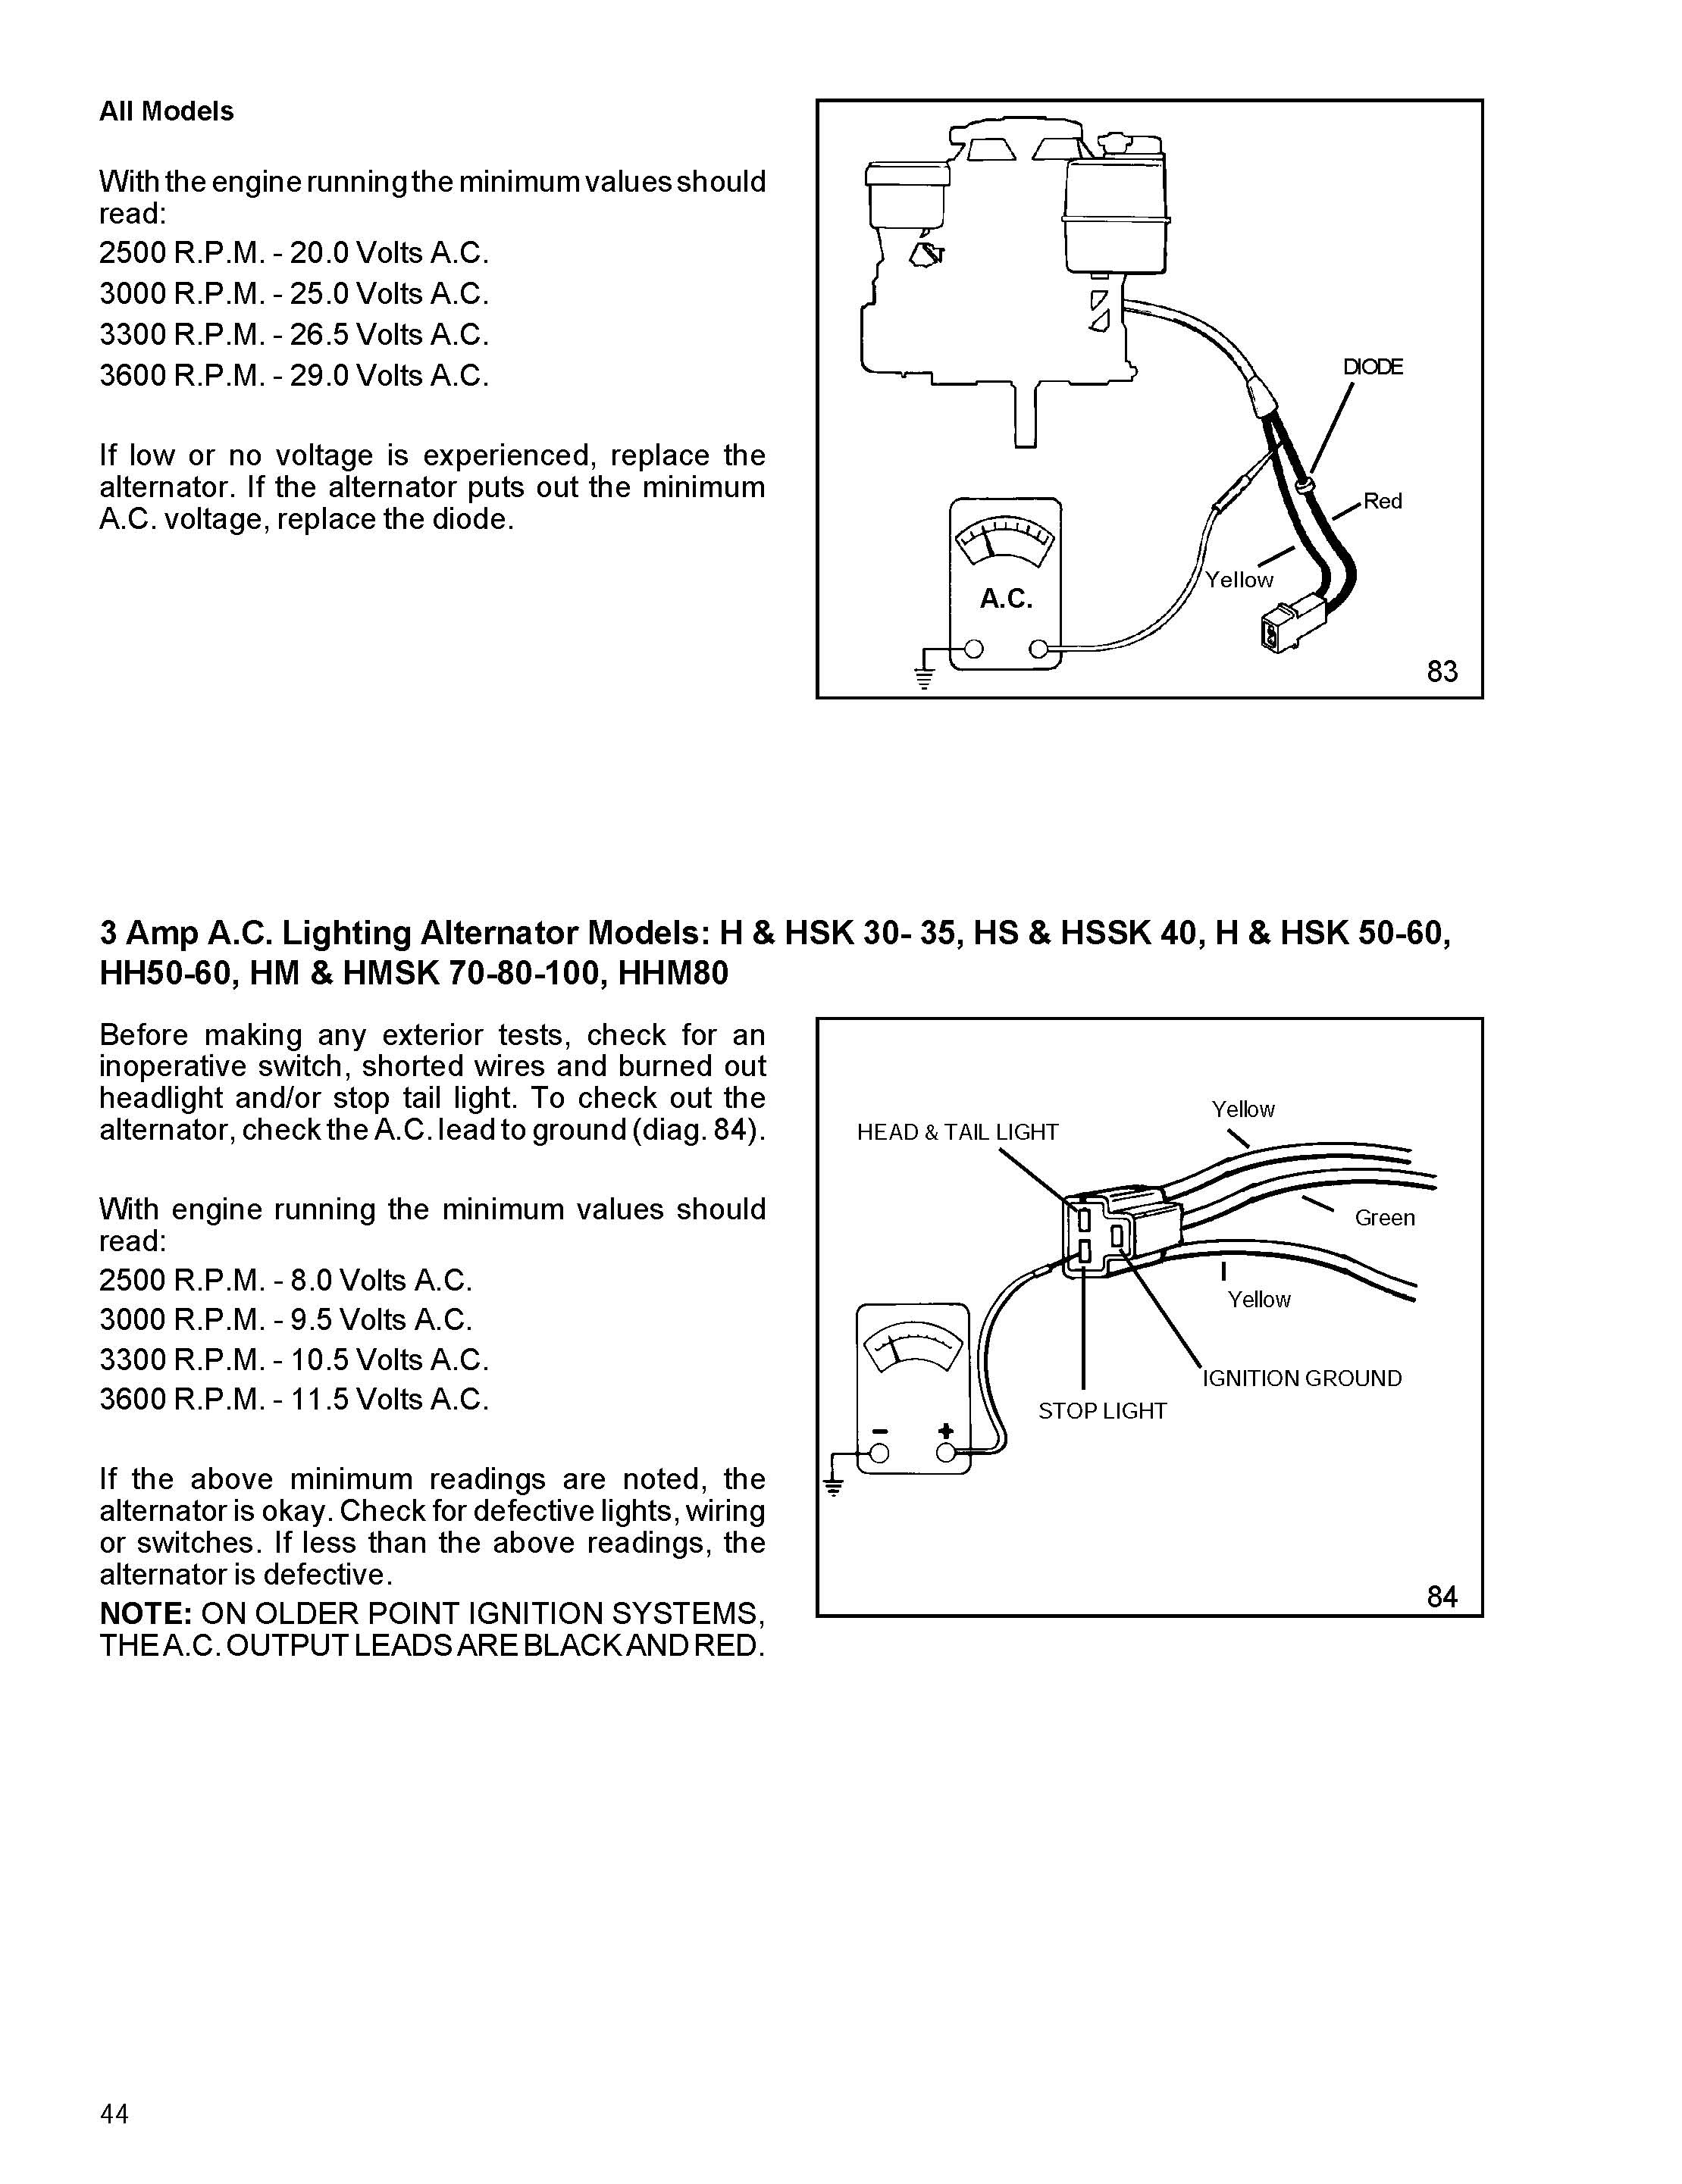 All Models
With the engine running the minimum values should
read:
2500 R.P.M. - 20.0 Volts A.C.
3000 R.P.M. - 25.0 Volts A.C.
3300 R.P.M. - 26.5 Volts A.C.
3600 R.P.M. - 29.0 Volts A.C.
If low or no voltage is experienced, replace the
alternator. If the alternator puts out the minimum
A.C. voltage, replace the diode.
DIODE
Red
Yellow
A.C.
83
3 Amp A.C. Lighting Alternator Models: H & HSK 30- 35, HS & HSSK 40, H & HSK 50-60,
HH50-60, HM & HMSK 70-80-100, HHM80
Before making any exterior tests, check for an
inoperative switch, shorted wires and burned out
headlight and/or stop tail light. To check out the
alternator, check the A.C. lead to ground (diag. 84).
With engine running the minimum values should
read:
2500 R.P.M. - 8.0 Volts A.C.
3000 R.P.M. - 9.5 Volts A.C.
3300 R.P.M. - 10.5 Volts A.C.
3600 R.P.M. - 11.5 Volts A.C.
If the above minimum readings are noted, the
alternator is okay. Check for defective lights, wiring
or switches. If less than the above readings, the
alternator is defective.
NOTE: ON OLDER POINT IGNITION SYSTEMS,
THE A.C. OUTPUT LEADS ARE BLACK AND RED.
Yellow
HEAD & TAIL LIGHT
Green
Yellow
IGNITION GROUND
STOP LIGHT
- +
84
44